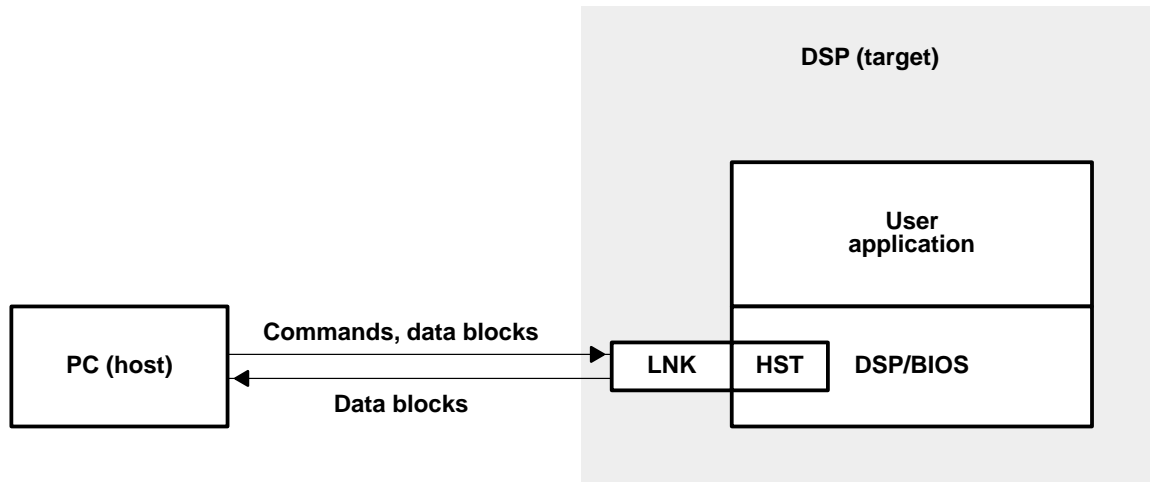 DSP (target)
User
application
Commands, data blocks
PC (host)
LNK
HST
DSP/BIOS
Data blocks